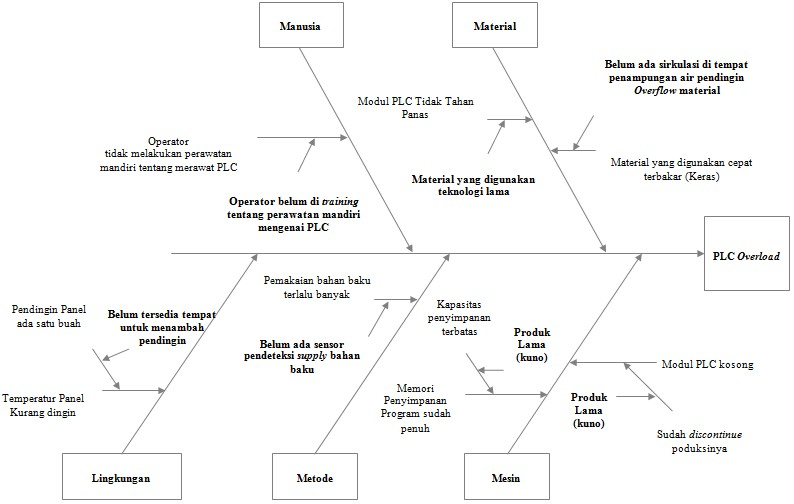 Manusia
Material
Belum ada sirkulasi di tempat
penampungan air pendingin
Overflow material
Modul PLC Tidak Tahan
Panas
Operator
tidak melakukan perawatan
mandiri tentang merawat PLC
Material yang digunakan cepat
terbakar (Keras)
Material yang digunakan
teknologi lama
Operator belum di training
tentang perawatan mandiri
mengenai PLC
PLC Overload
Pemakaian bahan baku
terlalu banyak
Kapasitas
penyimpanan
terbatas
Pendingin Panel
ada satu buah
Belum tersedia tempat
untuk menambah
pendingin
Belum ada sensor
pendeteksi supply bahan
baku
Produk
Lama
(kuno)
Modul PLC kosong
Temperatur Panel
Kurang dingin
Memori
Penyimpanan
Program sudah
penuh
Produk
Lama
(kuno)
Sudah discontinue
poduksinya
Lingkungan
Metode
Mesin